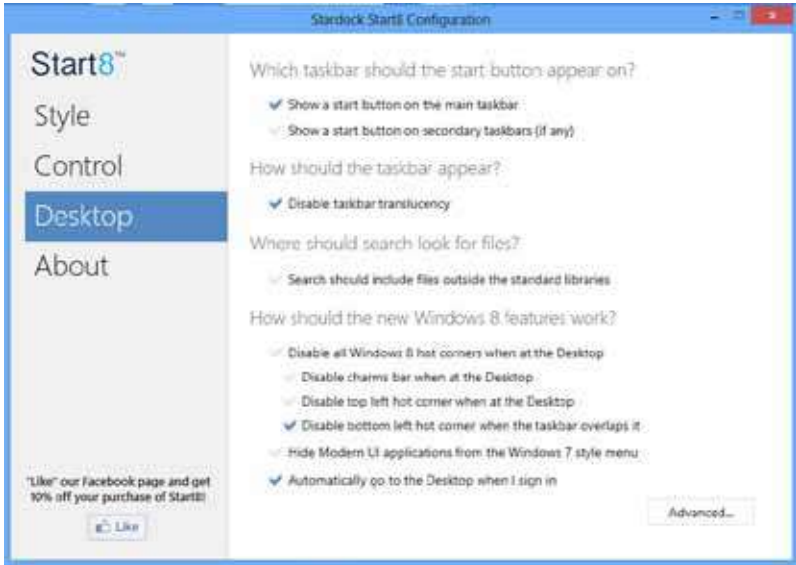 Stardock Start8 Configuration
Start8™
Style
Control
Desktop
About
"Like" our Facebook page and get
10% off your purchase of Start8!
Like
Which taskbar should the start button appear on?
Show a start button on the main taskbar
Show a start button on secondary taskbars (if any)
How should the taskbar appear?
Disable taskbar translucency
Where should search look for files?
Search should include files outside the standard libraries
How should the new Windows 8 features work?
Disable all Windows 8 hot corners when at the Desktop
Disable charms bar when at the Desktop
Disable top left hot corner when at the Desktop
Disable bottom left hot corner when the taskbar overlaps it
Hide Modern UI applications from the Windows 7 style menu
Automatically go to the Desktop when I sign in
Advanced...